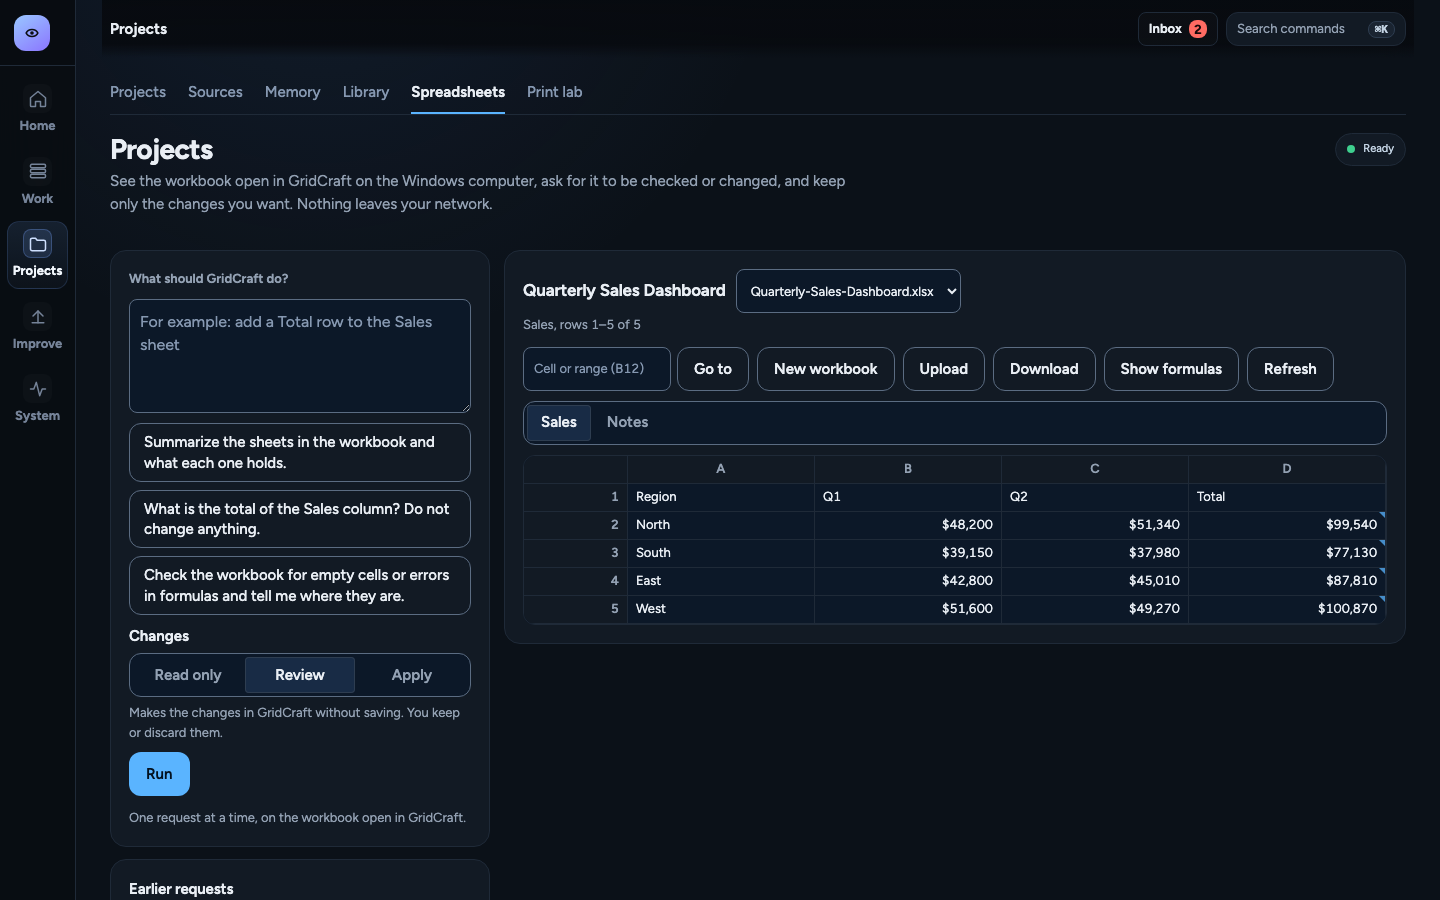 Projects
Inbox 2
Search commands ⌘K
Home
Work
Projects
Improve
System
Projects Sources Memory Library Spreadsheets Print lab
Projects
Ready
See the workbook open in GridCraft on the Windows computer, ask for it to be checked or changed, and keep
only the changes you want. Nothing leaves your network.
What should GridCraft do?
For example: add a Total row to the Sales
sheet
Summarize the sheets in the workbook and
what each one holds.
What is the total of the Sales column? Do not
change anything.
Check the workbook for empty cells or errors
in formulas and tell me where they are.
Changes
Read only Review Apply
Makes the changes in GridCraft without saving. You keep
or discard them.
Run
One request at a time, on the workbook open in GridCraft.
Earlier requests
Quarterly Sales Dashboard Quarterly-Sales-Dashboard.xlsx
Sales, rows 1–5 of 5
Cell or range (B12) Go to New workbook Upload Download Show formulas Refresh
Sales Notes
A B C D
1 Region Q1 Q2 Total
2 North $48,200 $51,340 $99,540
3 South $39,150 $37,980 $77,130
4 East $42,800 $45,010 $87,810
5 West $51,600 $49,270 $100,870